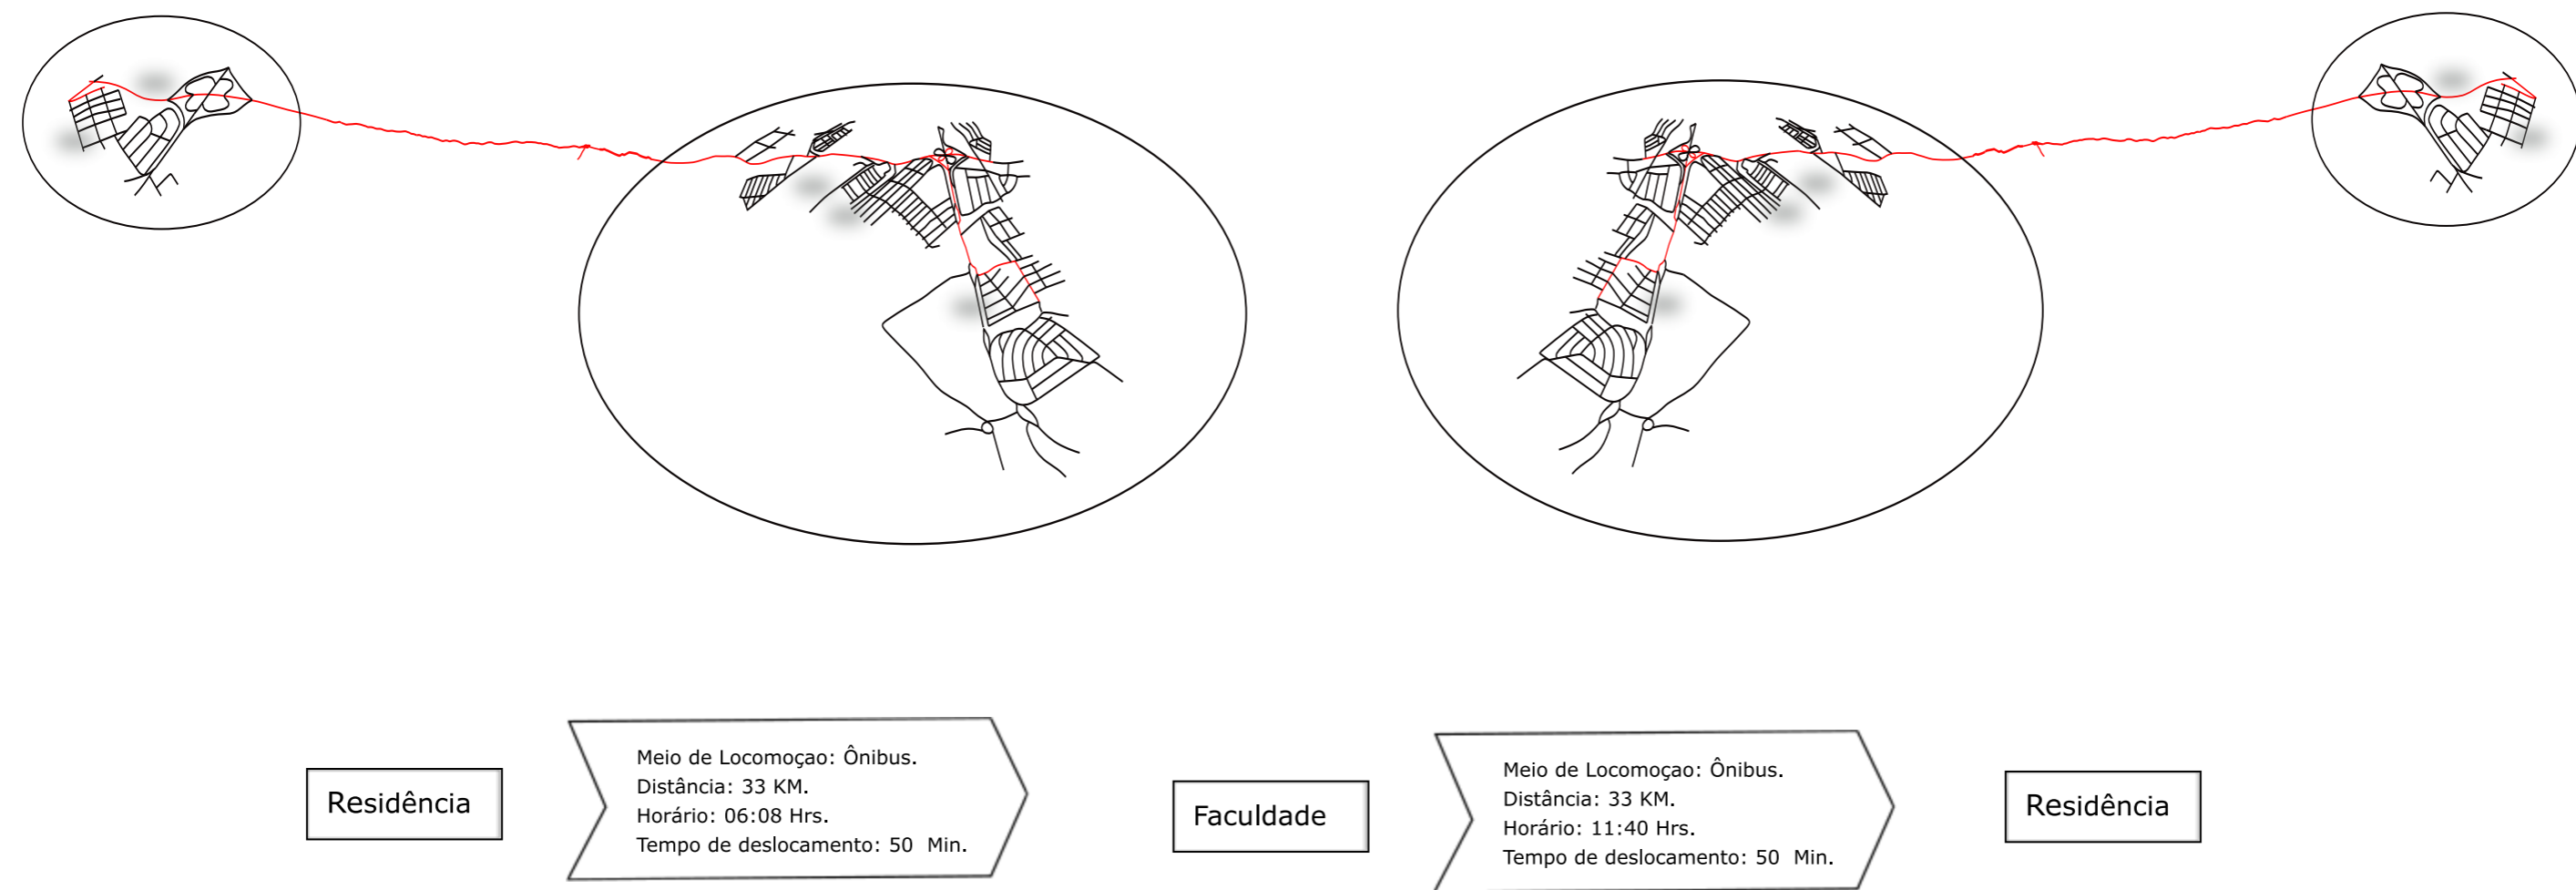 Residência
Meio de Locomoçao: Ônibus.
Distância: 33 KM.
Horário: 06:08 Hrs.
Tempo de deslocamento: 50  Min.
Faculdade
Meio de Locomoçao: Ônibus.
Distância: 33 KM.
Horário: 11:40 Hrs.
Tempo de deslocamento: 50  Min.
Residência